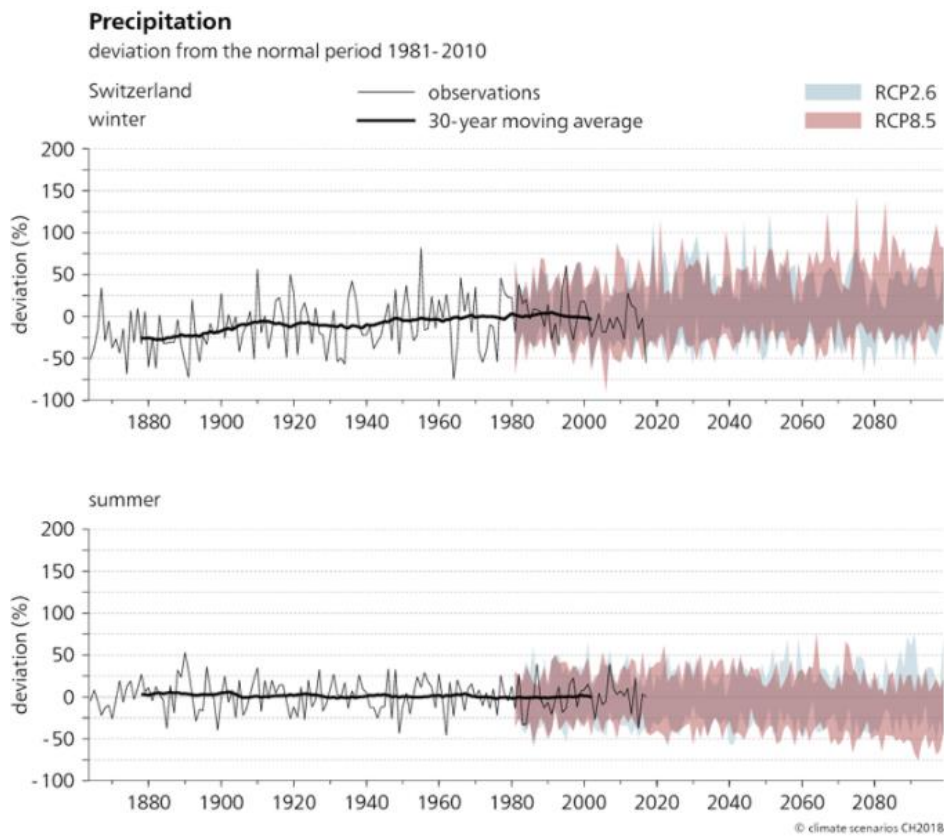 Precipitation
deviation from the normal period 1981-2010
Switzerland observations RCP2.6
winter 30-year moving average RCP8.5
200
150
100
50
0
-50
-100
deviation (%)
1880 1900 1920 1940 1960 1980 2000 2020 2040 2060 2080
summer
200
150
100
50
0
-50
-100
deviation (%)
1880 1900 1920 1940 1960 1980 2000 2020 2040 2060 2080
© climate scenarios CH2018